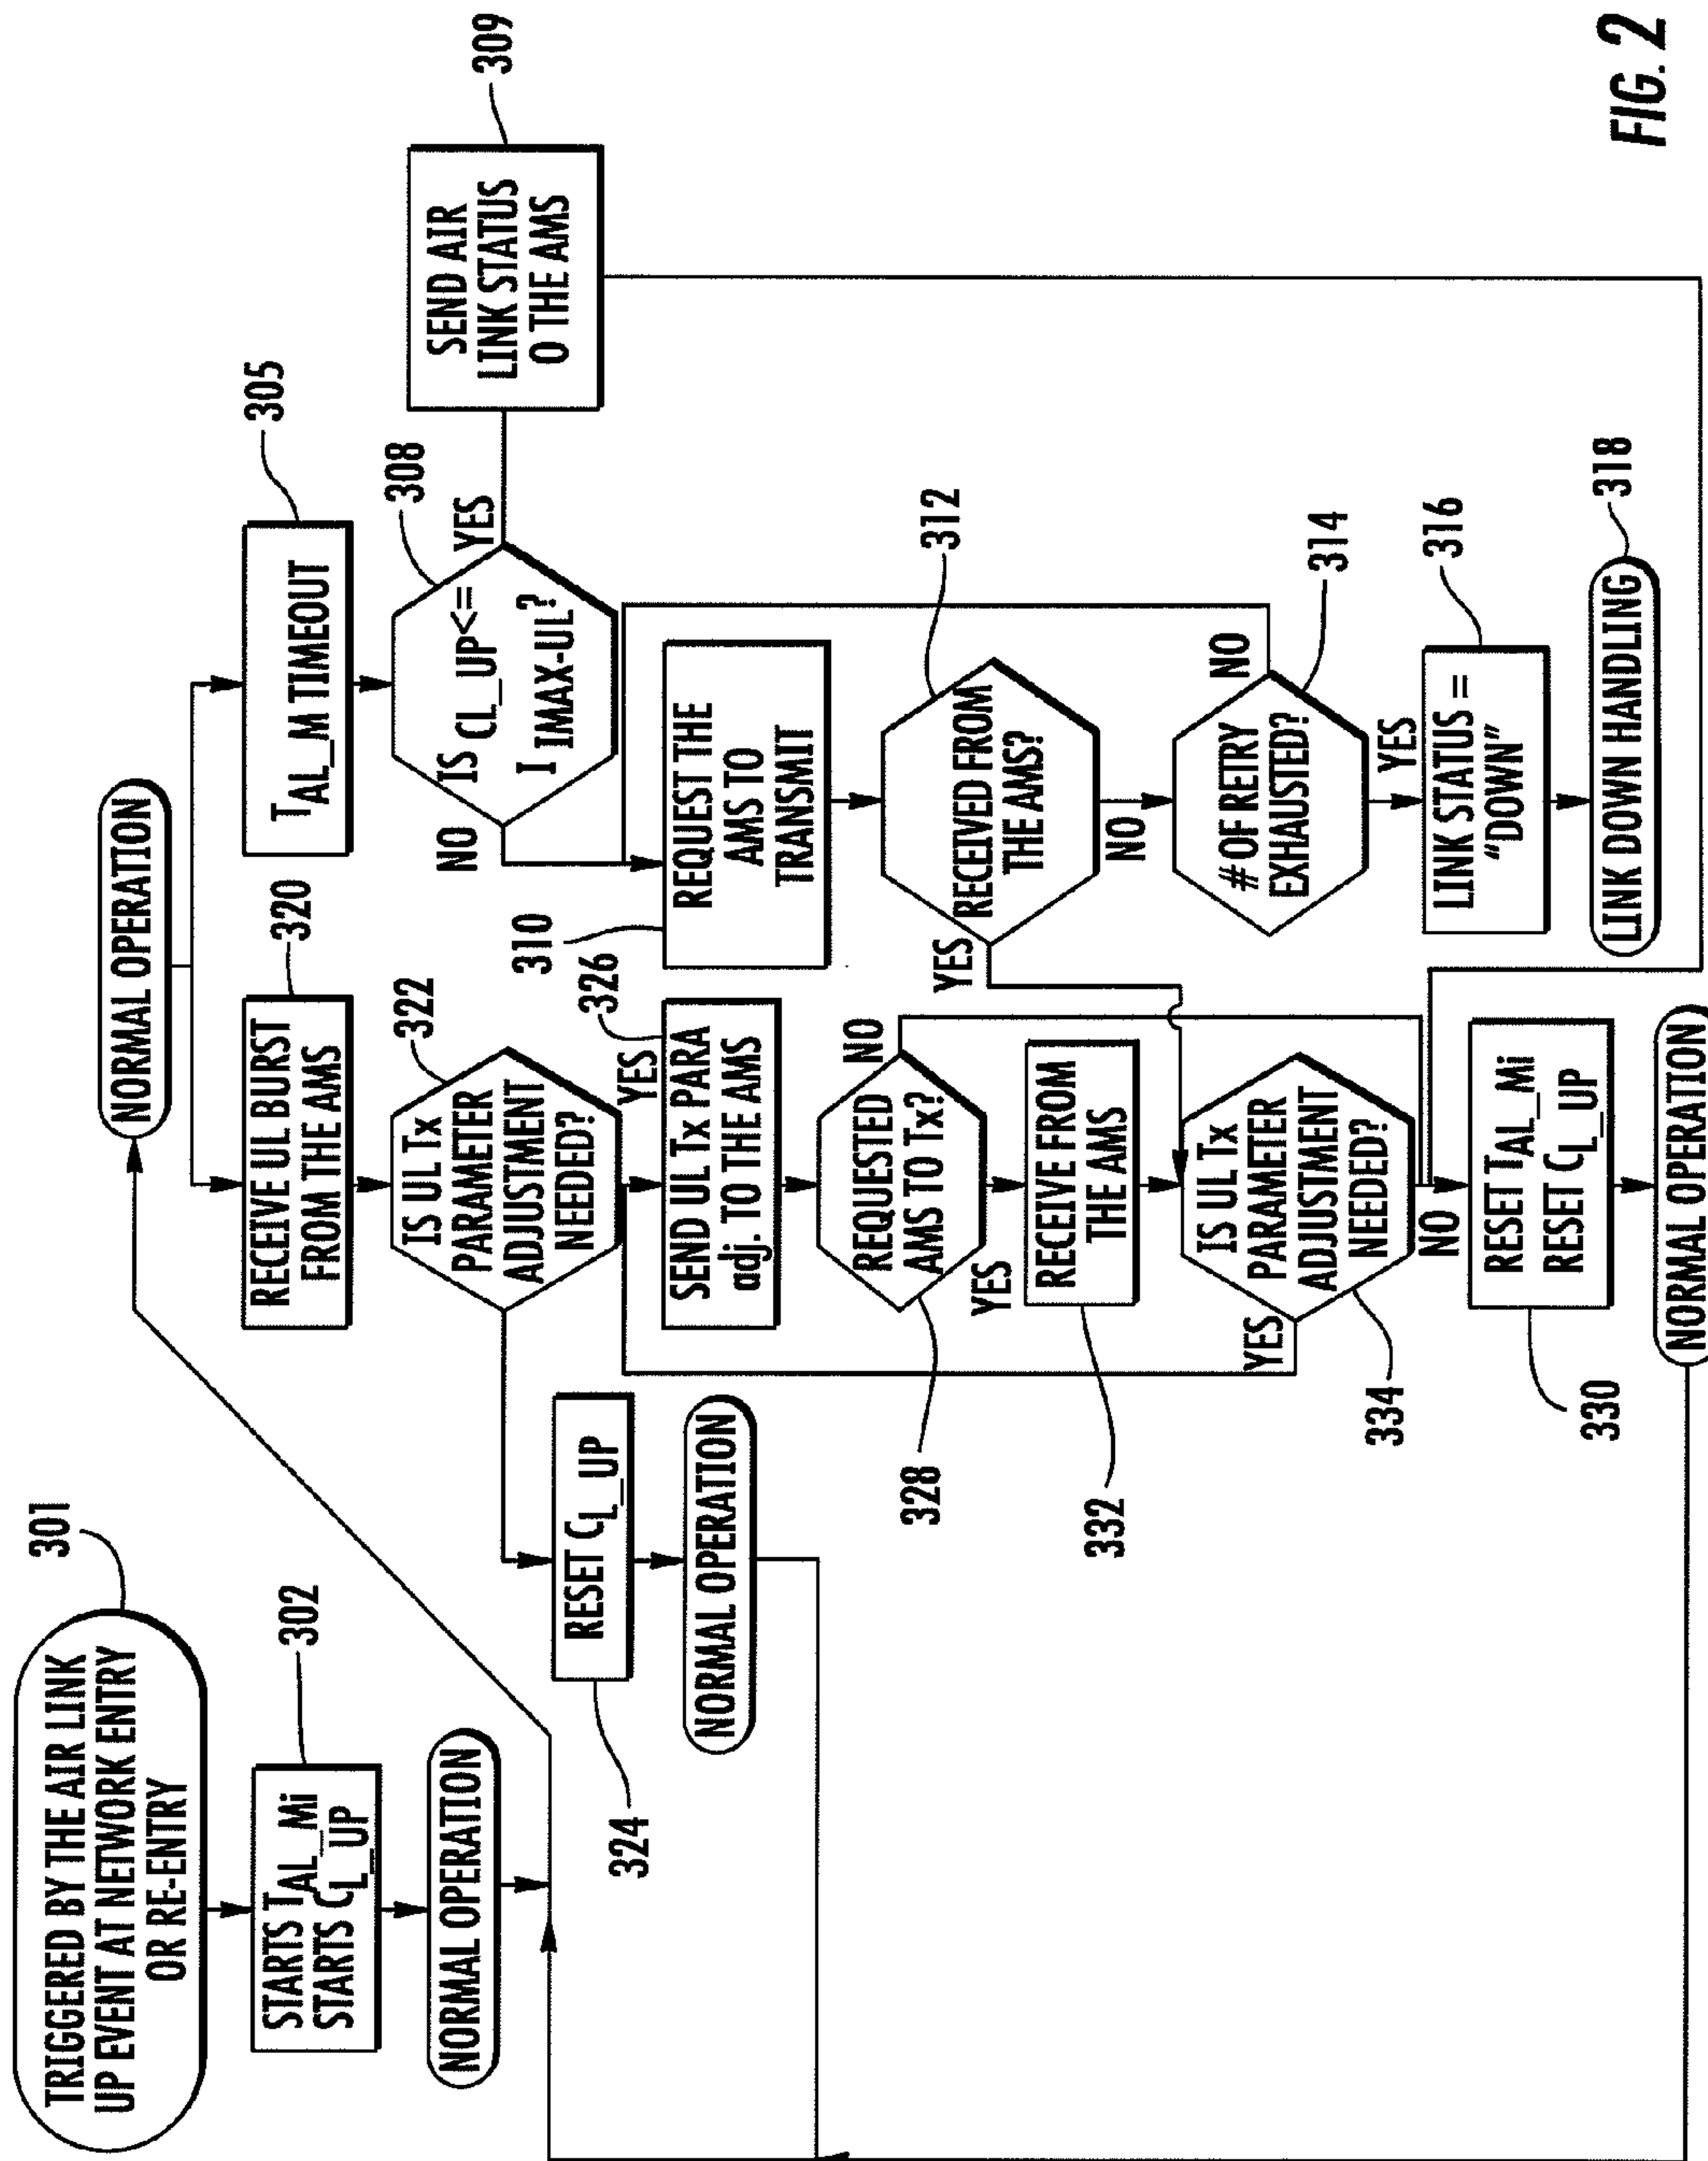 TRIGGERED BY THE AIR LINK
UP EVENT AT NETWORK ENTRY
OR RE-ENTRY
301
STARTS TAL_Mi
STARTS CL_UP
302
NORMAL OPERATION
NORMAL OPERATION
RECEIVE UL BURST
FROM THE AMS
320
IS UL Tx
PARAMETER
ADJUSTMENT
NEEDED?
322
YES
RESET CL_UP
324
NORMAL OPERATION
SEND UL Tx PARA
adj. TO THE AMS
326
REQUESTED
AMS TO Tx?
328
NO
YES
RECEIVE FROM
THE AMS
332
IS UL Tx
PARAMETER
ADJUSTMENT
NEEDED?
334
YES
NO
RESET TAL_Mi
RESET CL_UP
330
NORMAL OPERATION
TAL_M TIMEOUT
305
IS CL_UP<=
I IMAX-UL?
308
YES
NO
SEND AIR
LINK STATUS
O THE AMS
309
REQUEST THE
AMS TO
TRANSMIT
310
RECEIVED FROM
THE AMS?
312
YES
NO
# OF RETRY
EXHAUSTED?
314
NO
YES
LINK STATUS =
"DOWN"
316
LINK DOWN HANDLING
318
FIG. 2